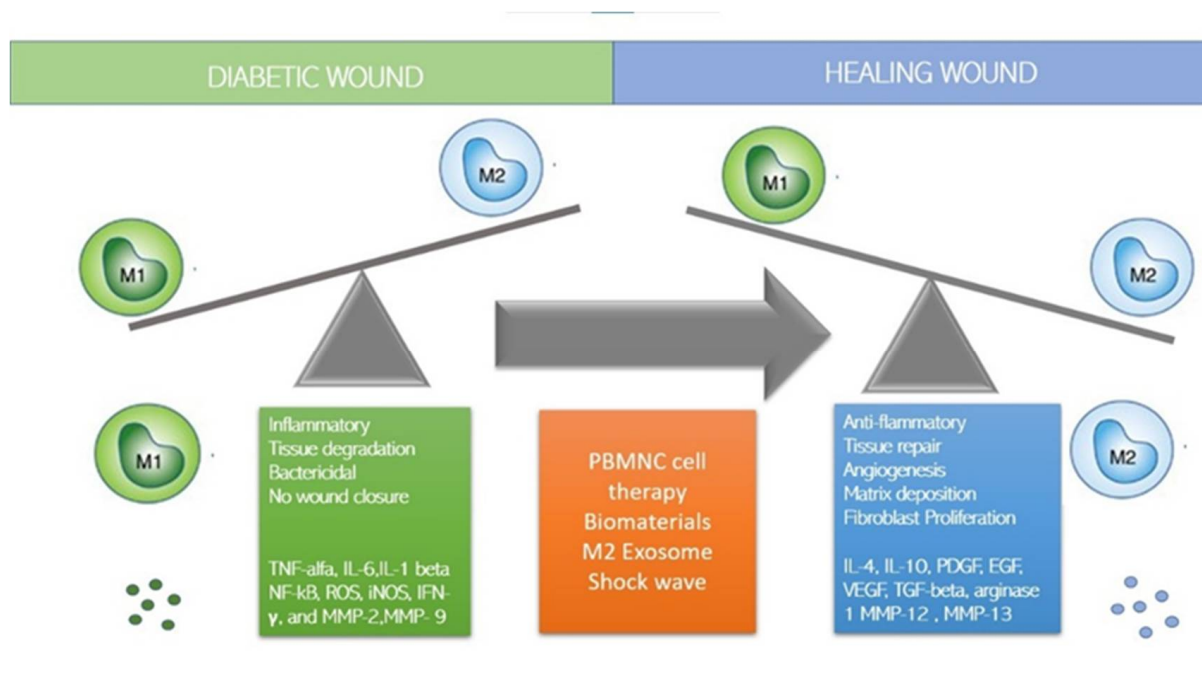 DIABETIC WOUND
HEALING WOUND
M2
M1
M1
M2
M1
Inflammatory
Tissue degradation
Bactericidal
No wound closure
TNF-alfa, IL-6,IL-1 beta
NF-kB, ROS, iNOS, IFN-
γ, and MMP-2,MMP- 9
PBMNC cell
therapy
Biomaterials
M2 Exosome
Shock wave
Anti-flammatory
Tissue repair
Angiogenesis
Matrix deposition
Fibroblast Proliferation
IL-4, IL-10, PDGF, EGF,
VEGF, TGF-beta, arginase
1 MMP-12 , MMP-13
M2